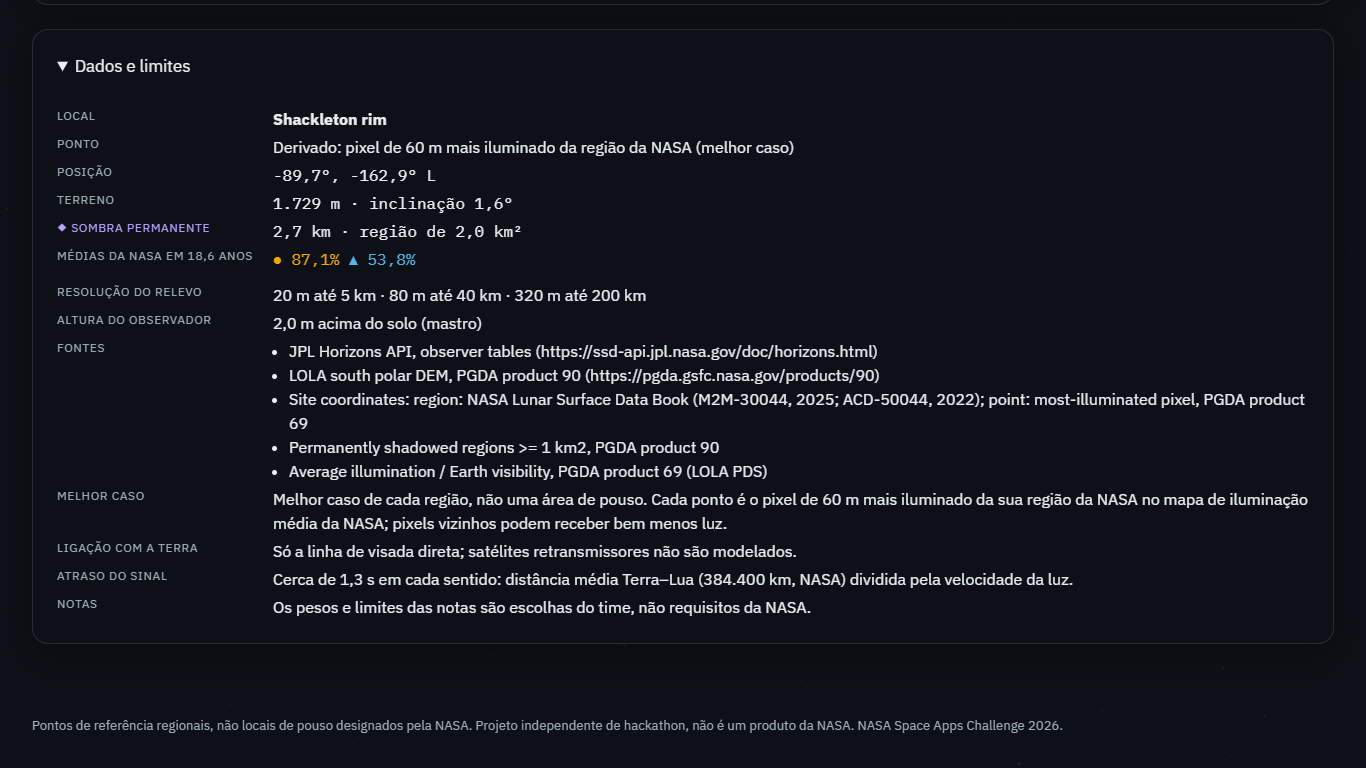 ▼ Dados e limites
LOCAL
Shackleton rim
PONTO
Derivado: pixel de 60 m mais iluminado da região da NASA (melhor caso)
POSIÇÃO
-89,7°, -162,9° L
TERRENO
1.729 m · inclinação 1,6°
◆ SOMBRA PERMANENTE
2,7 km · região de 2,0 km²
MÉDIAS DA NASA EM 18,6 ANOS
● 87,1% ▲ 53,8%
RESOLUÇÃO DO RELEVO
20 m até 5 km · 80 m até 40 km · 320 m até 200 km
ALTURA DO OBSERVADOR
2,0 m acima do solo (mastro)
FONTES
• JPL Horizons API, observer tables (https://ssd-api.jpl.nasa.gov/doc/horizons.html)
• LOLA south polar DEM, PGDA product 90 (https://pgda.gsfc.nasa.gov/products/90)
• Site coordinates: region: NASA Lunar Surface Data Book (M2M-30044, 2025; ACD-50044, 2022); point: most-illuminated pixel, PGDA product
69
• Permanently shadowed regions >= 1 km2, PGDA product 90
• Average illumination / Earth visibility, PGDA product 69 (LOLA PDS)
MELHOR CASO
Melhor caso de cada região, não uma área de pouso. Cada ponto é o pixel de 60 m mais iluminado da sua região da NASA no mapa de iluminação
média da NASA; pixels vizinhos podem receber bem menos luz.
LIGAÇÃO COM A TERRA
Só a linha de visada direta; satélites retransmissores não são modelados.
ATRASO DO SINAL
Cerca de 1,3 s em cada sentido: distância média Terra–Lua (384.400 km, NASA) dividida pela velocidade da luz.
NOTAS
Os pesos e limites das notas são escolhas do time, não requisitos da NASA.
Pontos de referência regionais, não locais de pouso designados pela NASA. Projeto independente de hackathon, não é um produto da NASA. NASA Space Apps Challenge 2026.